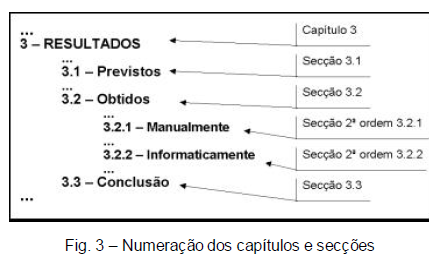 ...
3 – RESULTADOS
Capítulo 3
...
3.1 – Previstos
Secção 3.1
...
3.2 – Obtidos
Secção 3.2
...
3.2.1 – Manualmente
Secção 2ª ordem 3.2.1
...
3.2.2 – Informaticamente
Secção 2ª ordem 3.2.2
...
3.3 – Conclusão
Secção 3.3
...
Fig. 3 – Numeração dos capítulos e secções